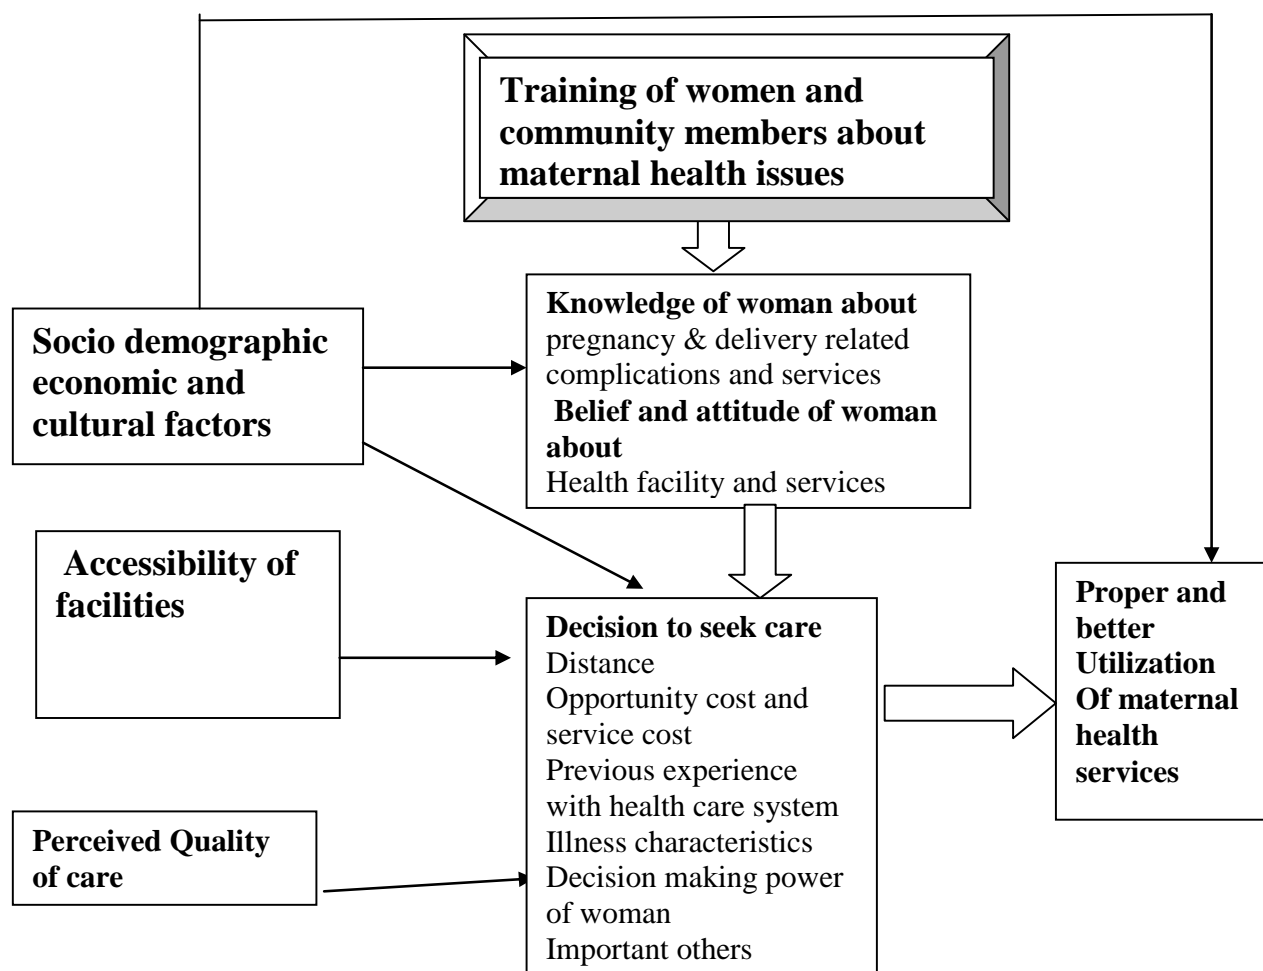 Training of women and
community members about
maternal health issues
Knowledge of woman about
pregnancy & delivery related
complications and services
Belief and attitude of woman
about
Health facility and services
Socio demographic
economic and
cultural factors
Accessibility of
facilities
Decision to seek care
Distance
Opportunity cost and
service cost
Previous experience
with health care system
Illness characteristics
Decision making power
of woman
Important others
Perceived Quality
of care
Proper and
better
Utilization
Of maternal
health
services